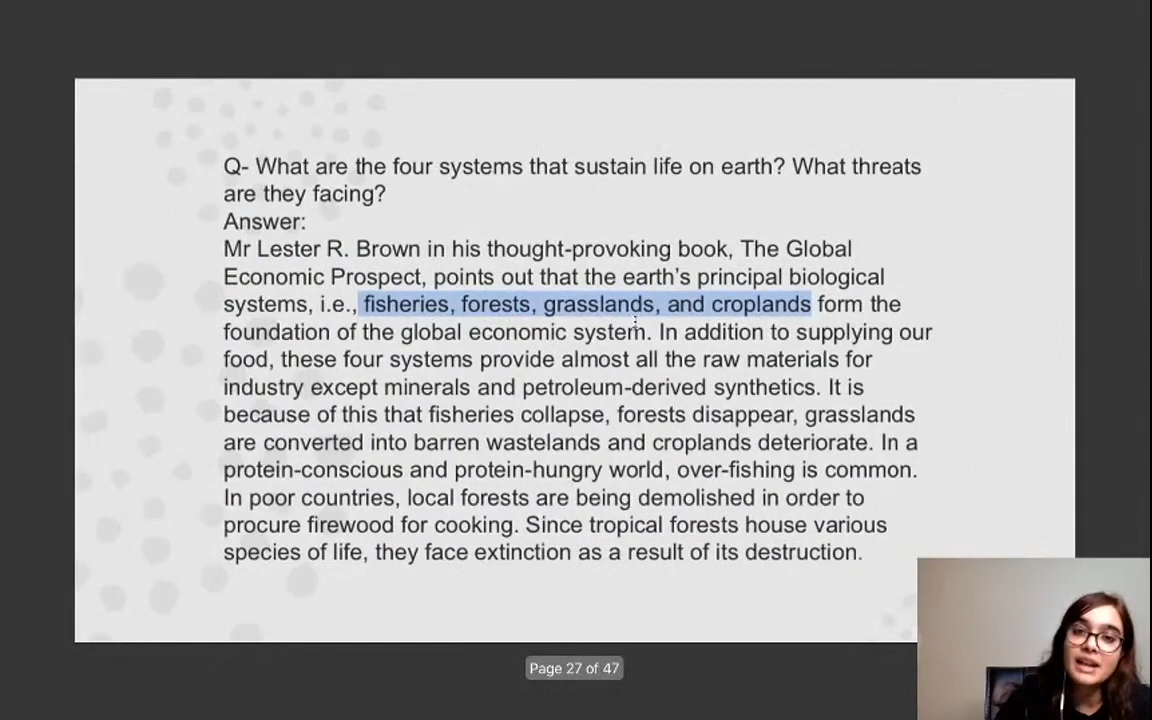 Q- What are the four systems that sustain life on earth? What threats
are they facing?
Answer:
Mr Lester R. Brown in his thought-provoking book, The Global
Economic Prospect, points out that the earth’s principal biological
systems, i.e., fisheries, forests, grasslands, and croplands form the
foundation of the global economic system. In addition to supplying our
food, these four systems provide almost all the raw materials for
industry except minerals and petroleum-derived synthetics. It is
because of this that fisheries collapse, forests disappear, grasslands
are converted into barren wastelands and croplands deteriorate. In a
protein-conscious and protein-hungry world, over-fishing is common.
In poor countries, local forests are being demolished in order to
procure firewood for cooking. Since tropical forests house various
species of life, they face extinction as a result of its destruction.
Page 27 of 47